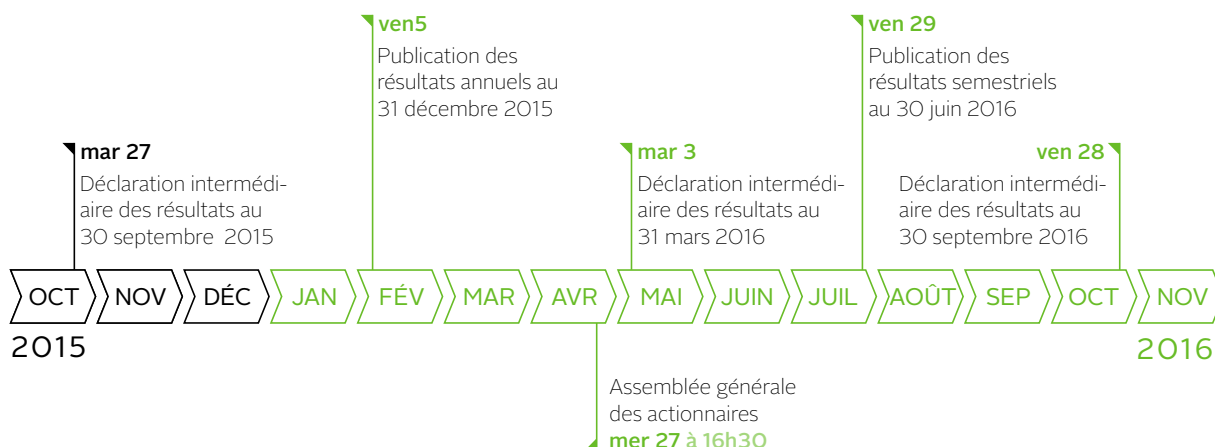 ven5
Publication des
résultats annuels au
31 décembre 2015
ven 29
Publication des
résultats semestriels
au 30 juin 2016
mar 27
Déclaration intermédi-
aire des résultats au
30 septembre 2015
mar 3
Déclaration intermédi-
aire des résultats au
31 mars 2016
ven 28
Déclaration intermédi-
aire des résultats au
30 septembre 2016
OCT NOV DÉC JAN FÉV MAR AVR MAI JUIN JUIL AOÛT SEP OCT NOV
2015 2016
Assemblée générale
des actionnaires
mer 27 à 16h30